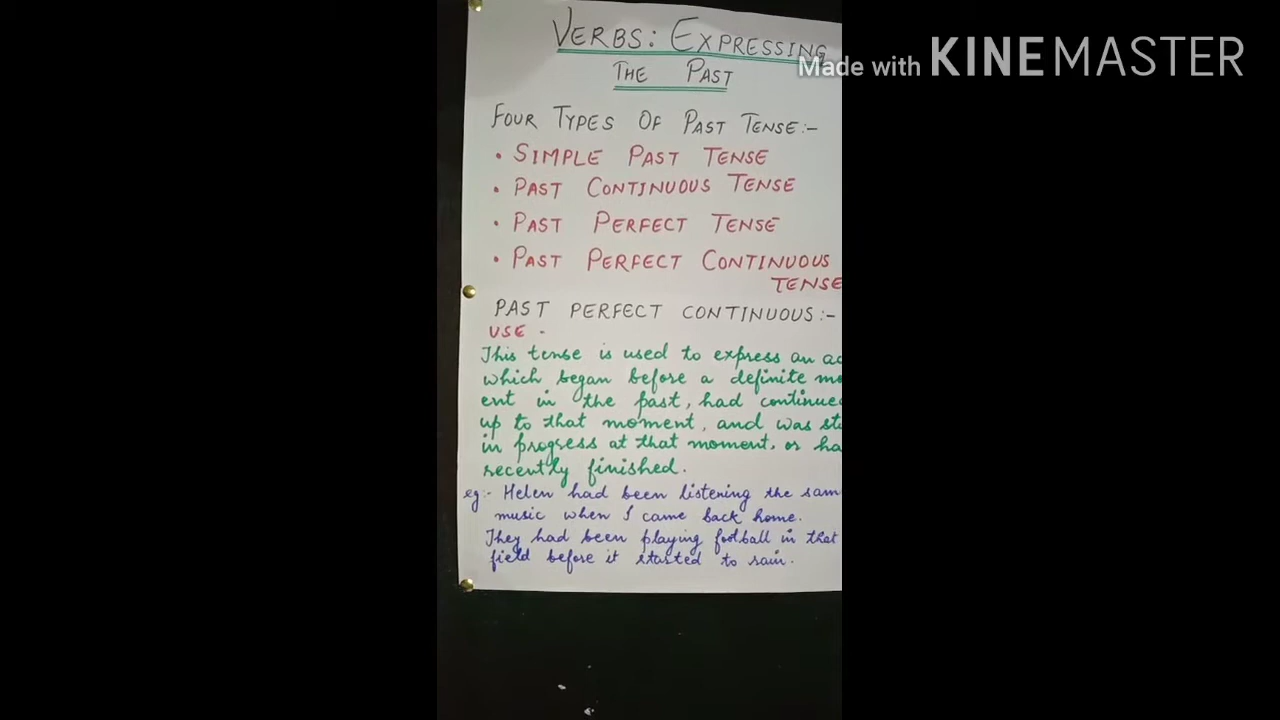 VERBS: EXPRESSING
THE PAST
Made with KINEMASTER
FOUR TYPES OF PAST TENSE:-
• SIMPLE PAST TENSE
• PAST CONTINUOUS TENSE
• PAST PERFECT TENSE
• PAST PERFECT CONTINUOUS
TENSE
PAST PERFECT CONTINUOUS:-
USE -
This tense is used to express an
which began before a definite
ent in the past, had continue
up to that moment, and was
in progress at that moment, or
recently finished.
eg:- Helen had been listening the
music when I came back home.
They had been playing football in that
field before it started to rain.